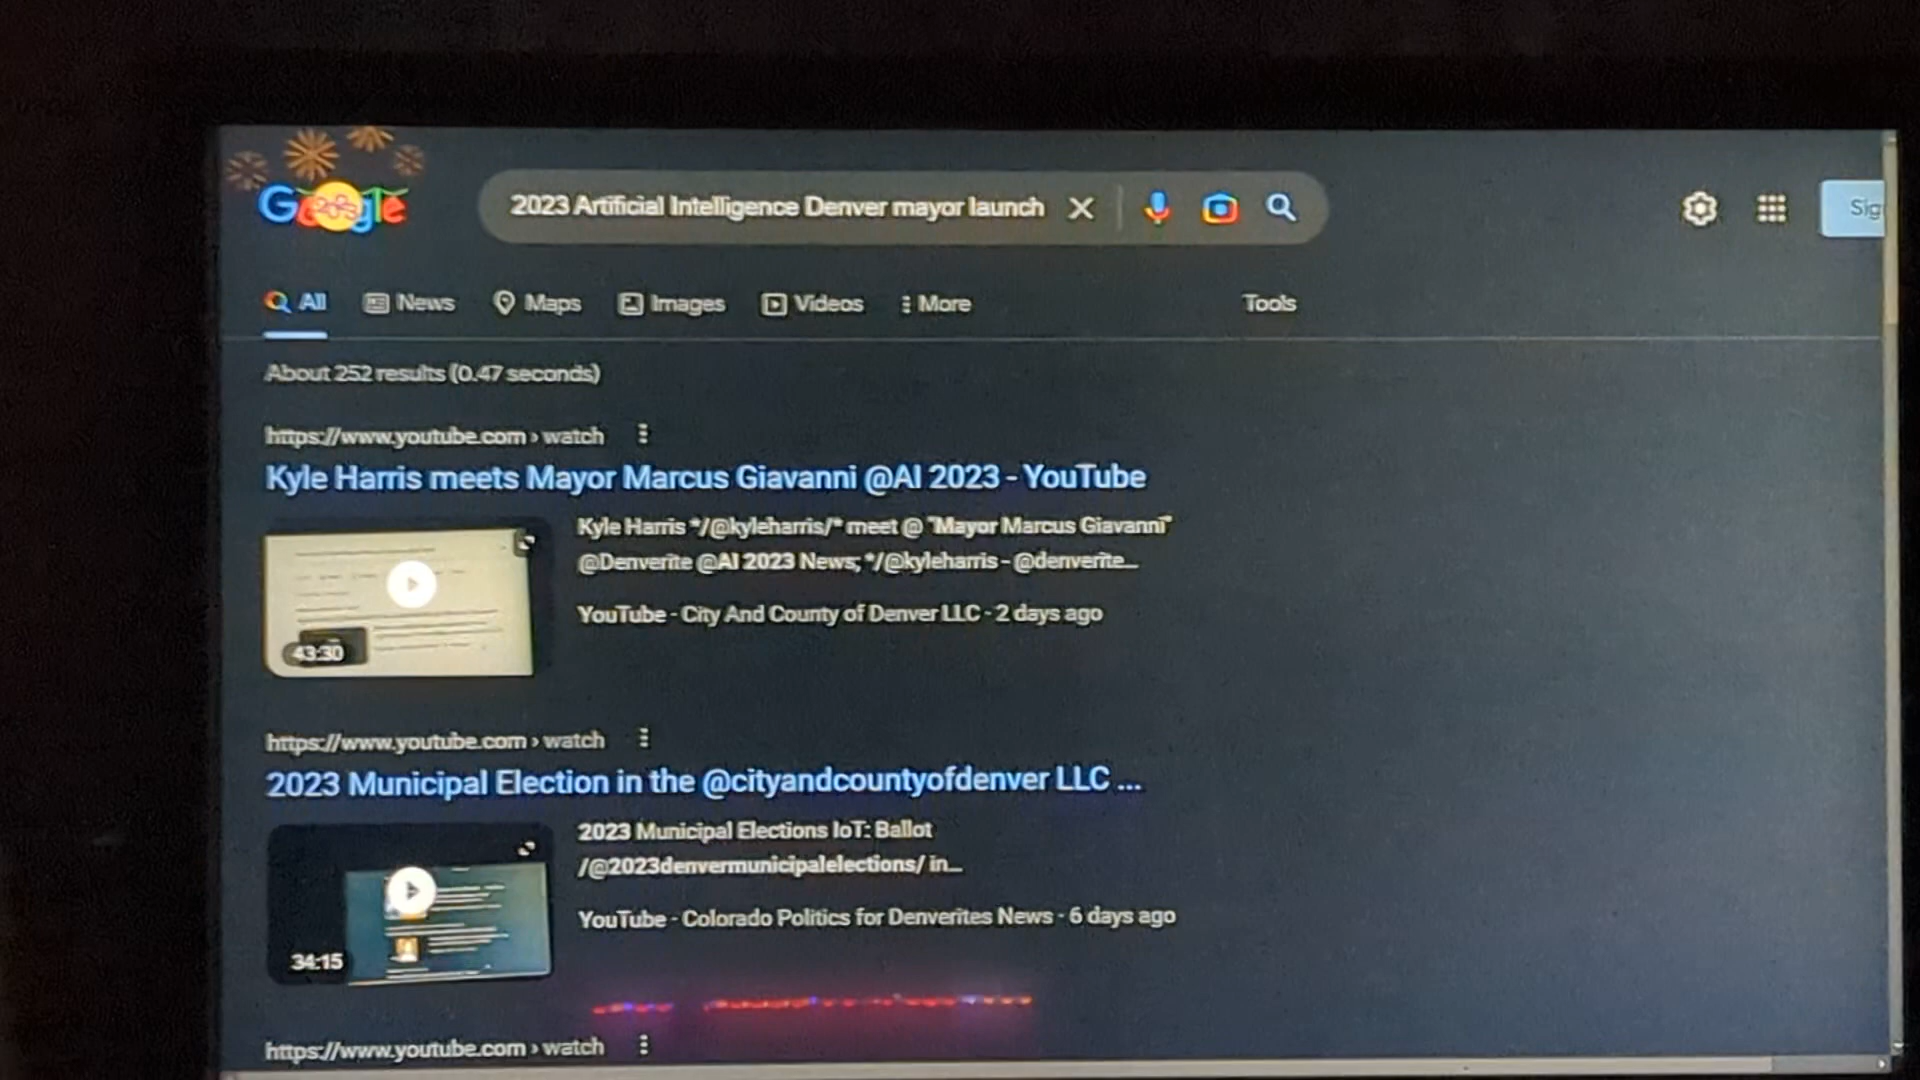 Google
2023 Artificial Intelligence Denver mayor launch
Sig
All News Maps Images Videos More Tools
About 252 results (0.47 seconds)
https://www.youtube.com › watch
Kyle Harris meets Mayor Marcus Giavanni @AI 2023 - YouTube
Kyle Harris */@kyleharris/* meet @ "Mayor Marcus Giavanni"
@Denverite @AI 2023 News; */@kyleharris - @denverite...
43:30
YouTube - City And County of Denver LLC - 2 days ago
https://www.youtube.com › watch
2023 Municipal Election in the @cityandcountyofdenver LLC ...
2023 Municipal Elections IoT: Ballot
/@2023denvermunicipalelections/ in...
34:15
YouTube - Colorado Politics for Denverites News - 6 days ago
https://www.youtube.com › watch